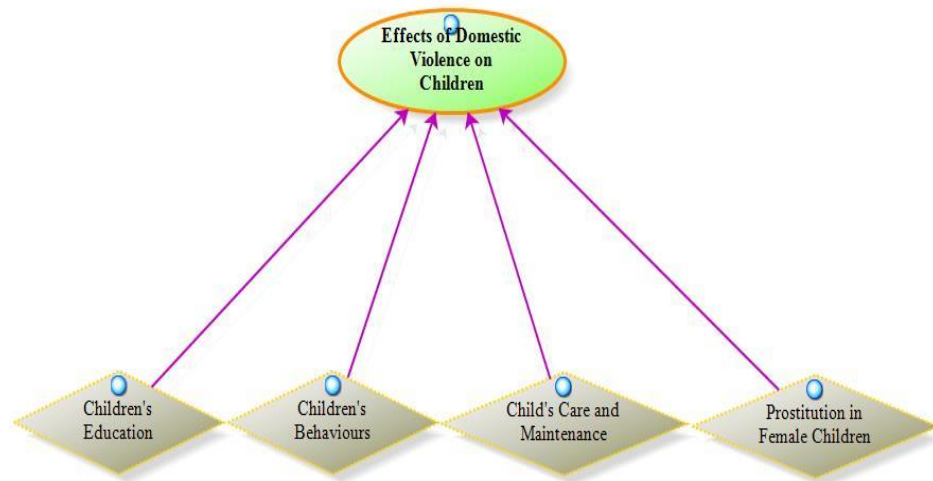 Effects of Domestic
Violence on
Children
Children's
Education
Children's
Behaviours
Child's Care and
Maintenance
Prostitution in
Female Children